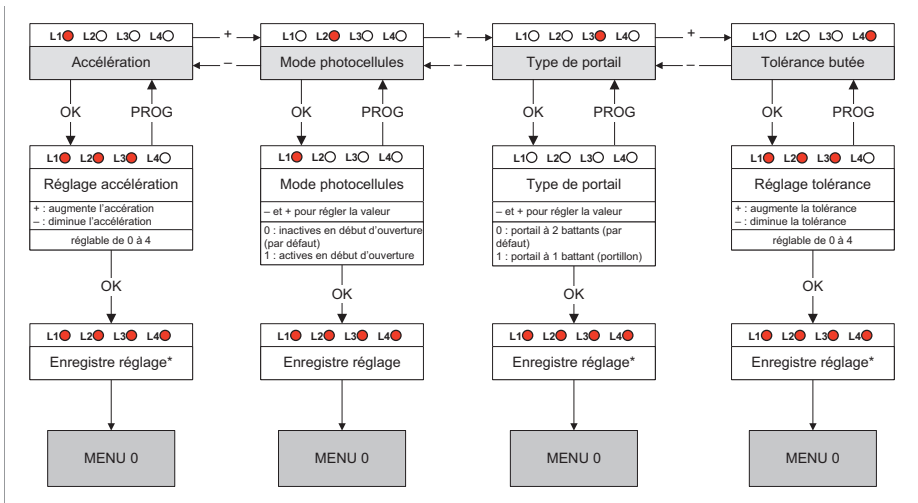 L1 L2 L3 L4 + L1 L2 L3 L4 + L1 L2 L3 L4 + L1 L2 L3 L4
Accélération – Mode photocellules – Type de portail – Tolérance butée
OK PROG OK PROG OK PROG OK PROG
L1 L2 L3 L4
Réglage accélération
+ : augmente l'accération
– : diminue l'accélération
réglable de 0 à 4
L1 L2 L3 L4
Mode photocellules
– et + pour régler la valeur
0 : inactives en début d'ouverture
(par défaut)
1 : actives en début d'ouverture
L1 L2 L3 L4
Type de portail
– et + pour régler la valeur
0 : portail à 2 battants (par
défaut)
1 : portail à 1 battant (portillon)
L1 L2 L3 L4
Réglage tolérance
+ : augmente la tolérance
– : diminue la tolérance
réglable de 0 à 4
OK OK OK OK
L1 L2 L3 L4 L1 L2 L3 L4 L1 L2 L3 L4 L1 L2 L3 L4
Enregistre réglage* Enregistre réglage Enregistre réglage* Enregistre réglage*
MENU 0 MENU 0 MENU 0 MENU 0